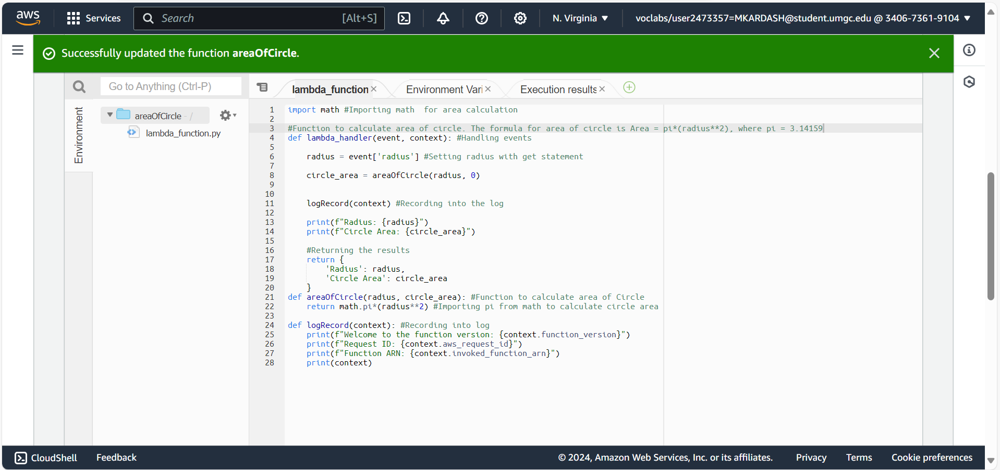 aws Services Search [Alt+S] N. Virginia voclabs/user2473357=MKARDASH@student.umgc.edu @ 3406-7361-9104
Successfully updated the function areaOfCircle.
Go to Anything (Ctrl-P)
lambda_function Environment Vari Execution results
Environment
areaOfCircle - /
lambda_function.py
1 import math #Importing math  for area calculation
2
3 #Function to calculate area of circle. The formula for area of circle is Area = pi*(radius**2), where pi = 3.14159
4 def lambda_handler(event, context): #Handling events
5
6     radius = event['radius'] #Setting radius with get statement
7
8     circle_area = areaOfCircle(radius, 0)
9
10
11     logRecord(context) #Recording into the log
12
13     print(f"Radius: {radius}")
14     print(f"Circle Area: {circle_area}")
15
16     #Returning the results
17     return {
18         'Radius': radius,
19         'Circle Area': circle_area
20     }
21 def areaOfCircle(radius, circle_area): #Function to calculate area of Circle
22     return math.pi*(radius**2) #Importing pi from math to calculate circle area
23
24 def logRecord(context): #Recording into log
25     print(f"Welcome to the function version: {context.function_version}")
26     print(f"Request ID: {context.aws_request_id}")
27     print(f"Function ARN: {context.invoked_function_arn}")
28     print(context)
CloudShell Feedback © 2024, Amazon Web Services, Inc. or its affiliates. Privacy Terms Cookie preferences